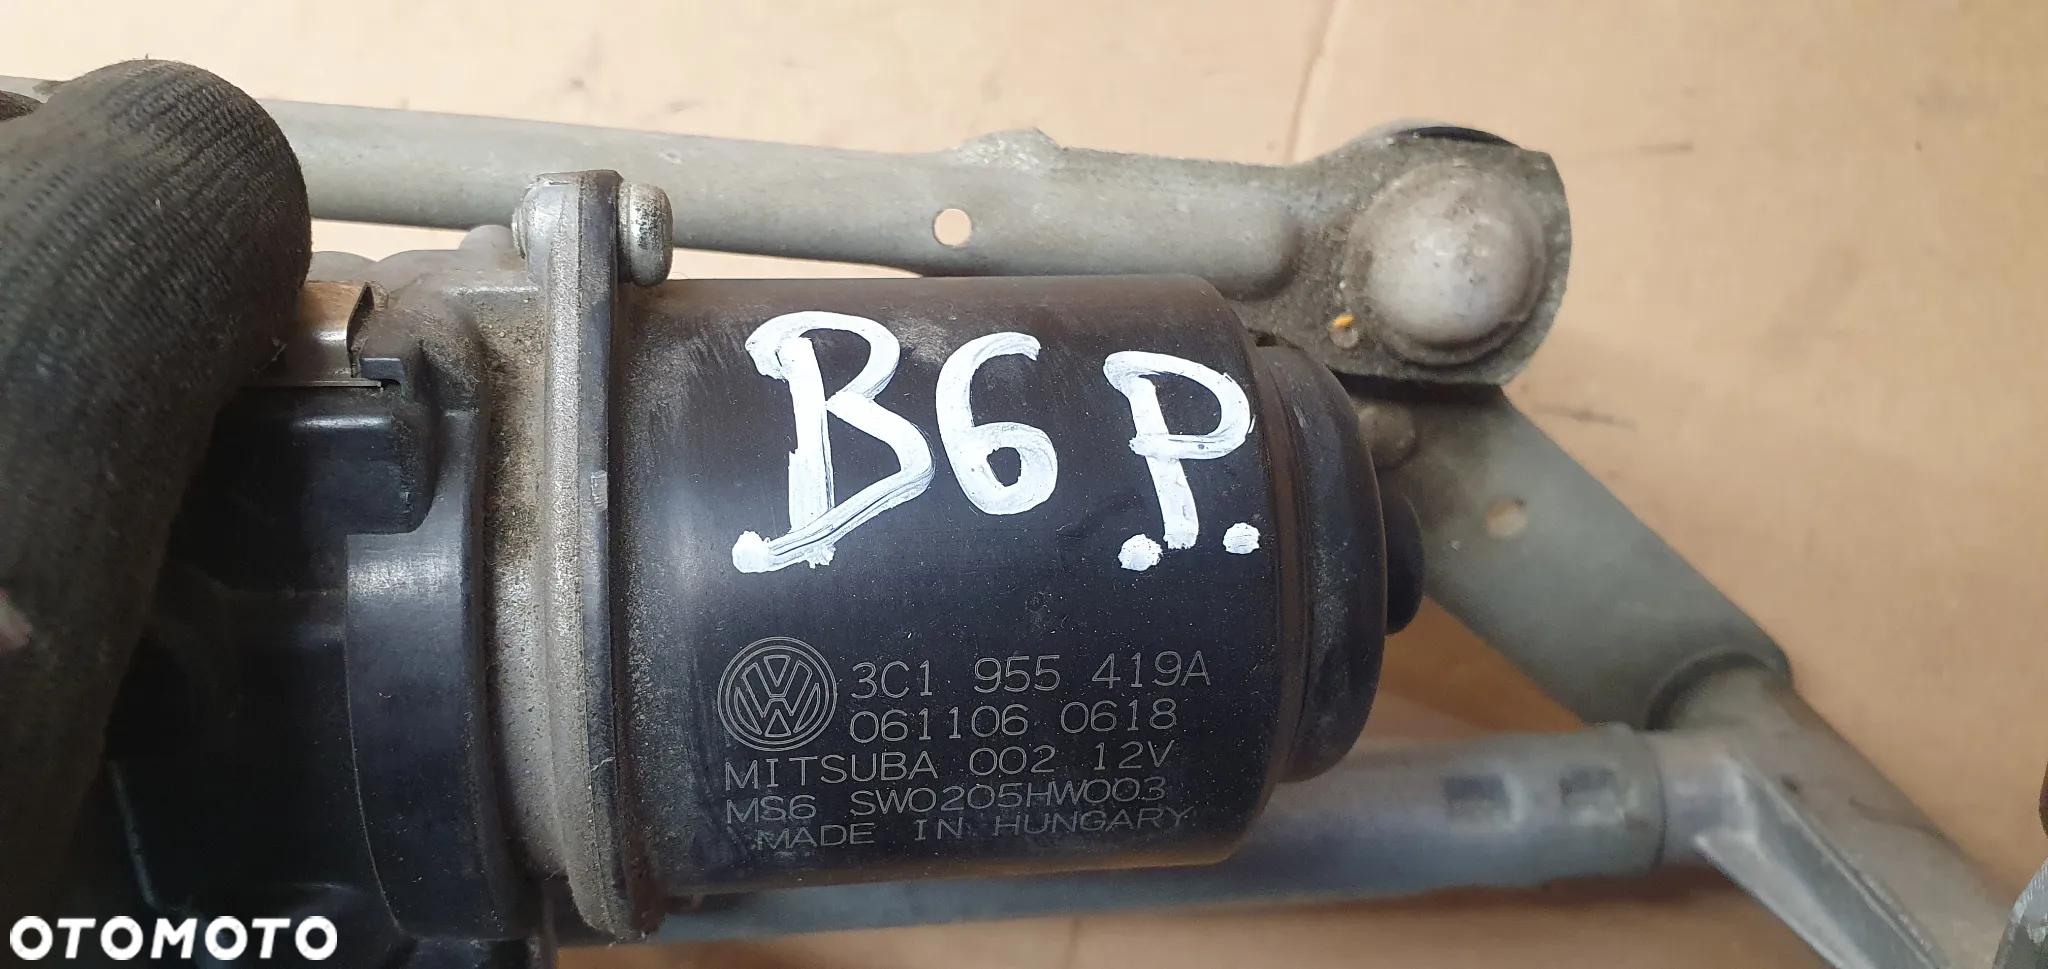 B6 P.
3C1 955 419A
061106 0618
MITSUBA 002 12V
MS6 SW0205HW003
MADE IN HUNGARY
OTOMOTO